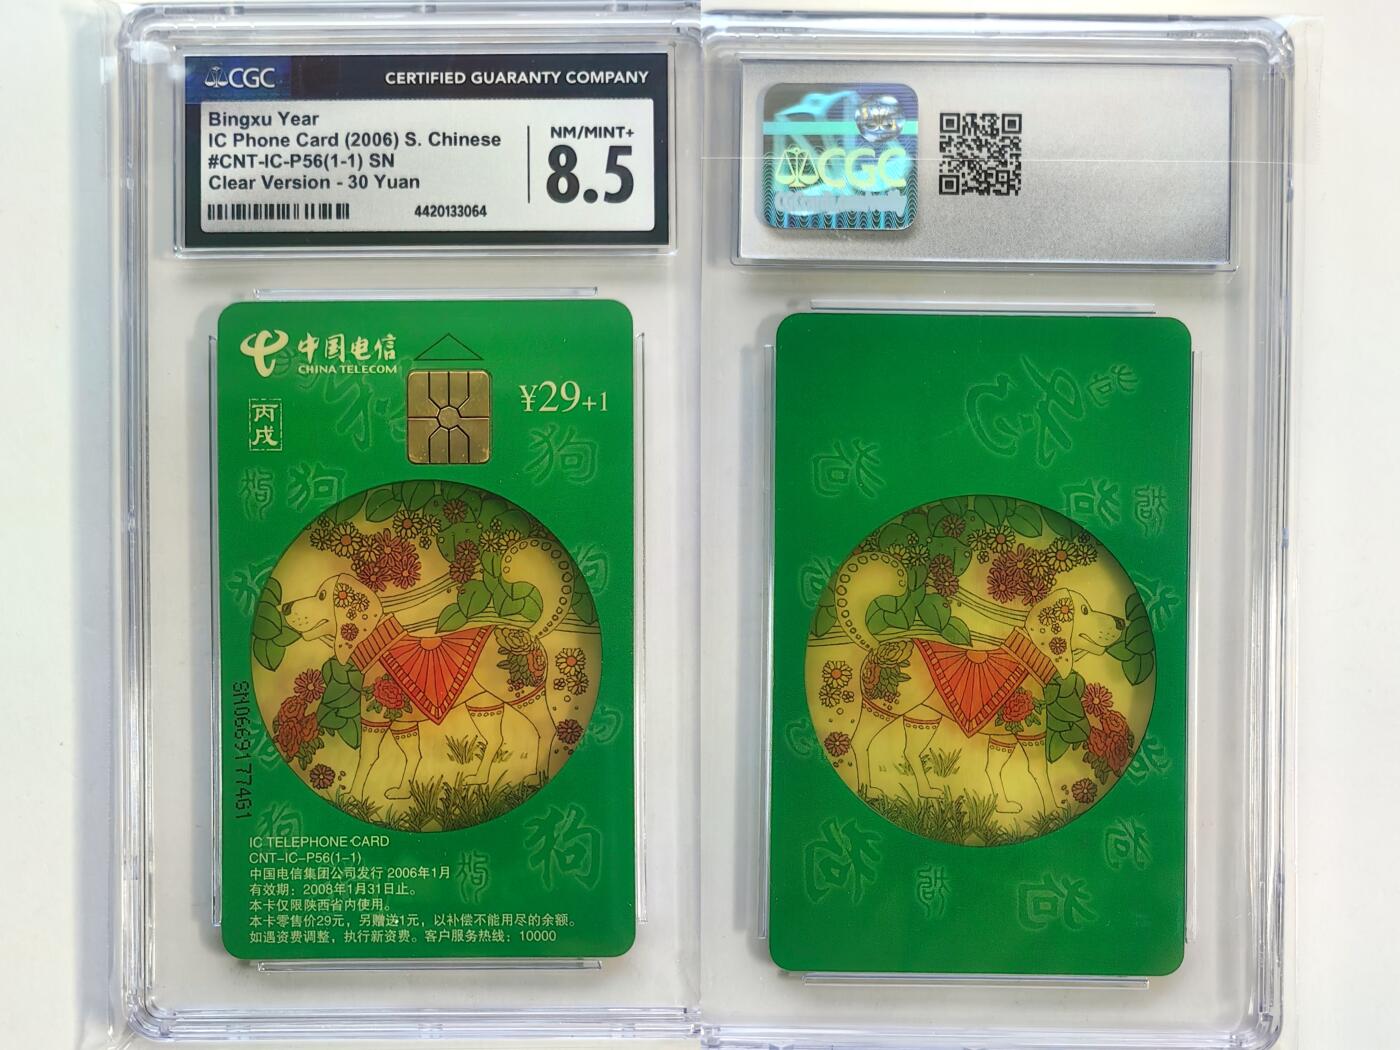 CGC
CERTIFIED GUARANTY COMPANY
Bingxu Year
IC Phone Card (2006) S. Chinese
#CNT-IC-P56(1-1) SN
Clear Version - 30 Yuan
4420133064
NM/MINT+
8.5
CGC
中国电信
CHINA TELECOM
¥29+1
丙戌
狗
狗
狗
狗
SN0669177461
IC TELEPHONE CARD
CNT-IC-P56(1-1)
中国电信集团公司发行 2006年1月
有效期：2008年1月31日止。
本卡仅限陕西省内使用。
本卡零售价29元，另赠送1元，以补偿不能用尽的余额。
如遇资费调整，执行新资费。客户服务热线：10000